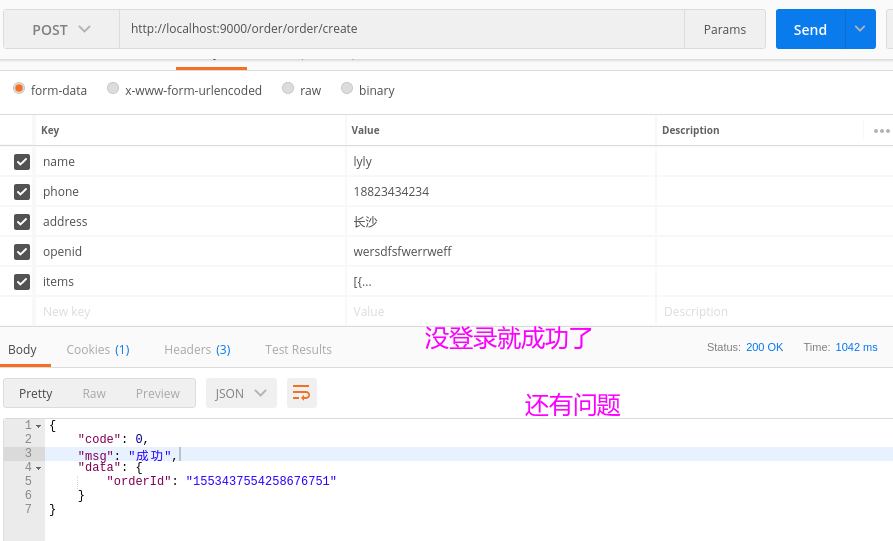 POST http://localhost:9000/order/order/create Params Send
form-data x-www-form-urlencoded raw binary
Key Value Description
name lyly
phone 18823434234
address 长沙
openid wersdfsfwerrweff
items [{...
New key Value Description
没登录就成功了
Body Cookies (1) Headers (3) Test Results Status: 200 OK Time: 1042 ms
还有问题
Pretty Raw Preview JSON
1 {
2 "code": 0,
3 "msg": "成功",
4 "data": {
5 "orderId": "1553437554258676751"
6 }
7 }